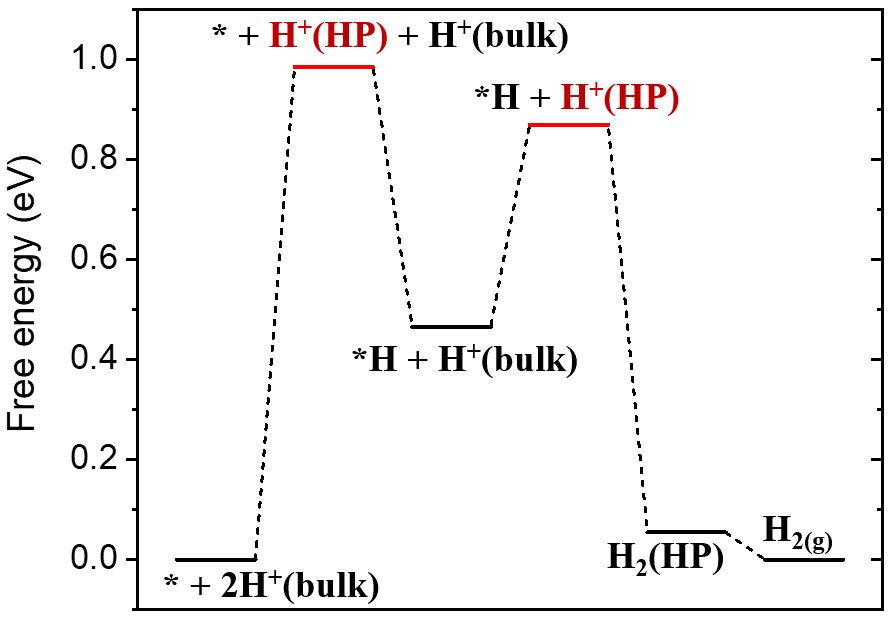 * + H⁺(HP) + H⁺(bulk)
*H + H⁺(HP)
1.0
0.8
0.6
0.4
0.2
0.0
Free energy (eV)
*H + H⁺(bulk)
H₂(HP)
H₂(g)
* + 2H⁺(bulk)